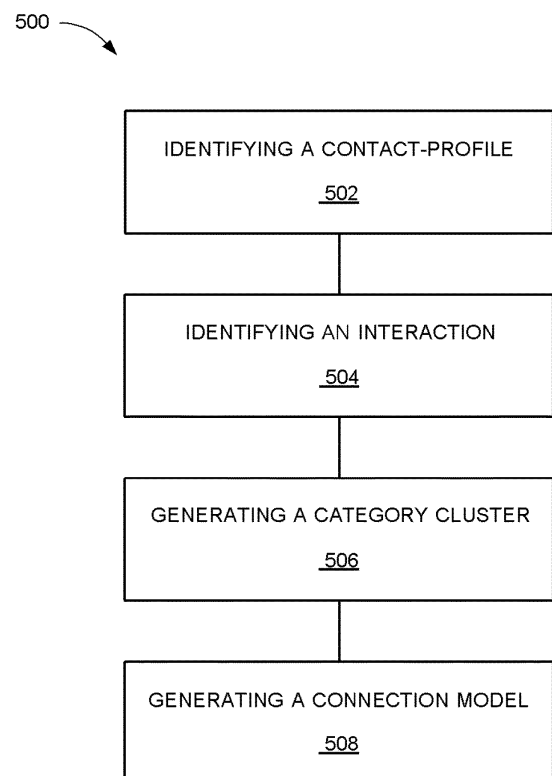 500
IDENTIFYING A CONTACT-PROFILE
502
IDENTIFYING AN INTERACTION
504
GENERATING A CATEGORY CLUSTER
506
GENERATING A CONNECTION MODEL
508